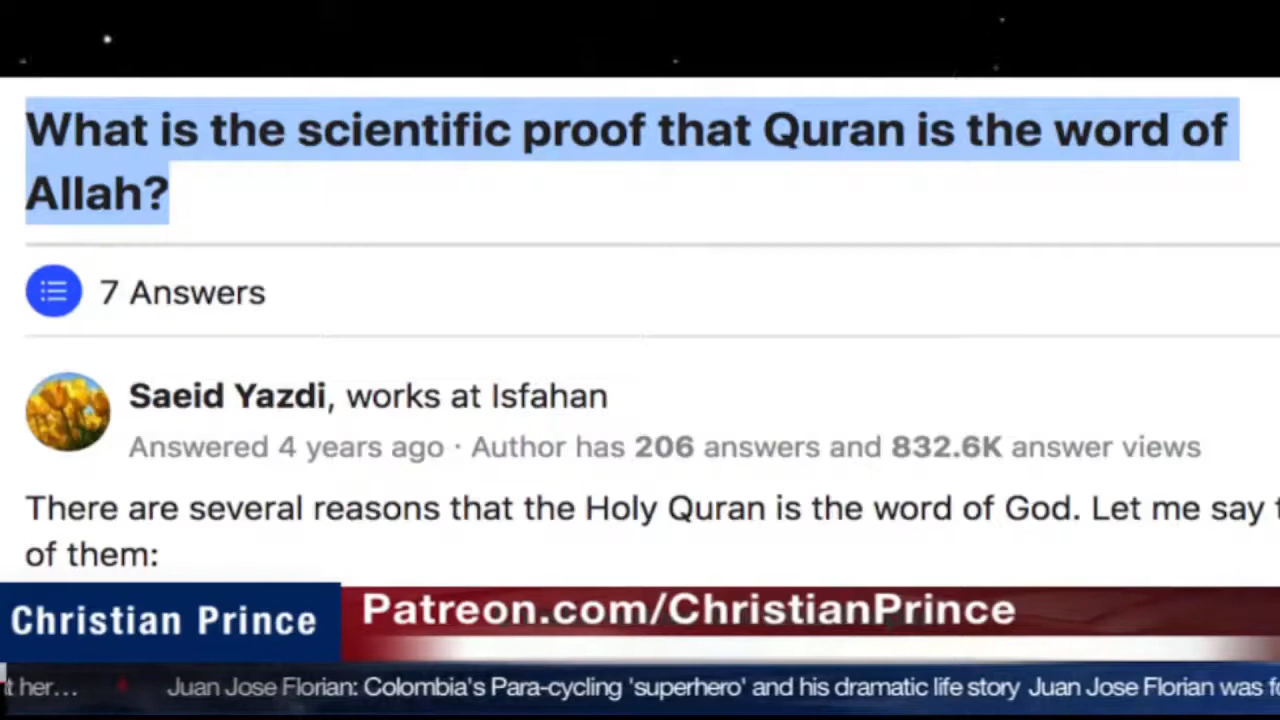 What is the scientific proof that Quran is the word of
Allah?
7 Answers
Saeid Yazdi, works at Isfahan
Answered 4 years ago · Author has 206 answers and 832.6K answer views
There are several reasons that the Holy Quran is the word of God. Let me say
of them:
Christian Prince
Patreon.com/ChristianPrince
her... Juan Jose Florian: Colombia's Para-cycling 'superhero' and his dramatic life story Juan Jose Florian was